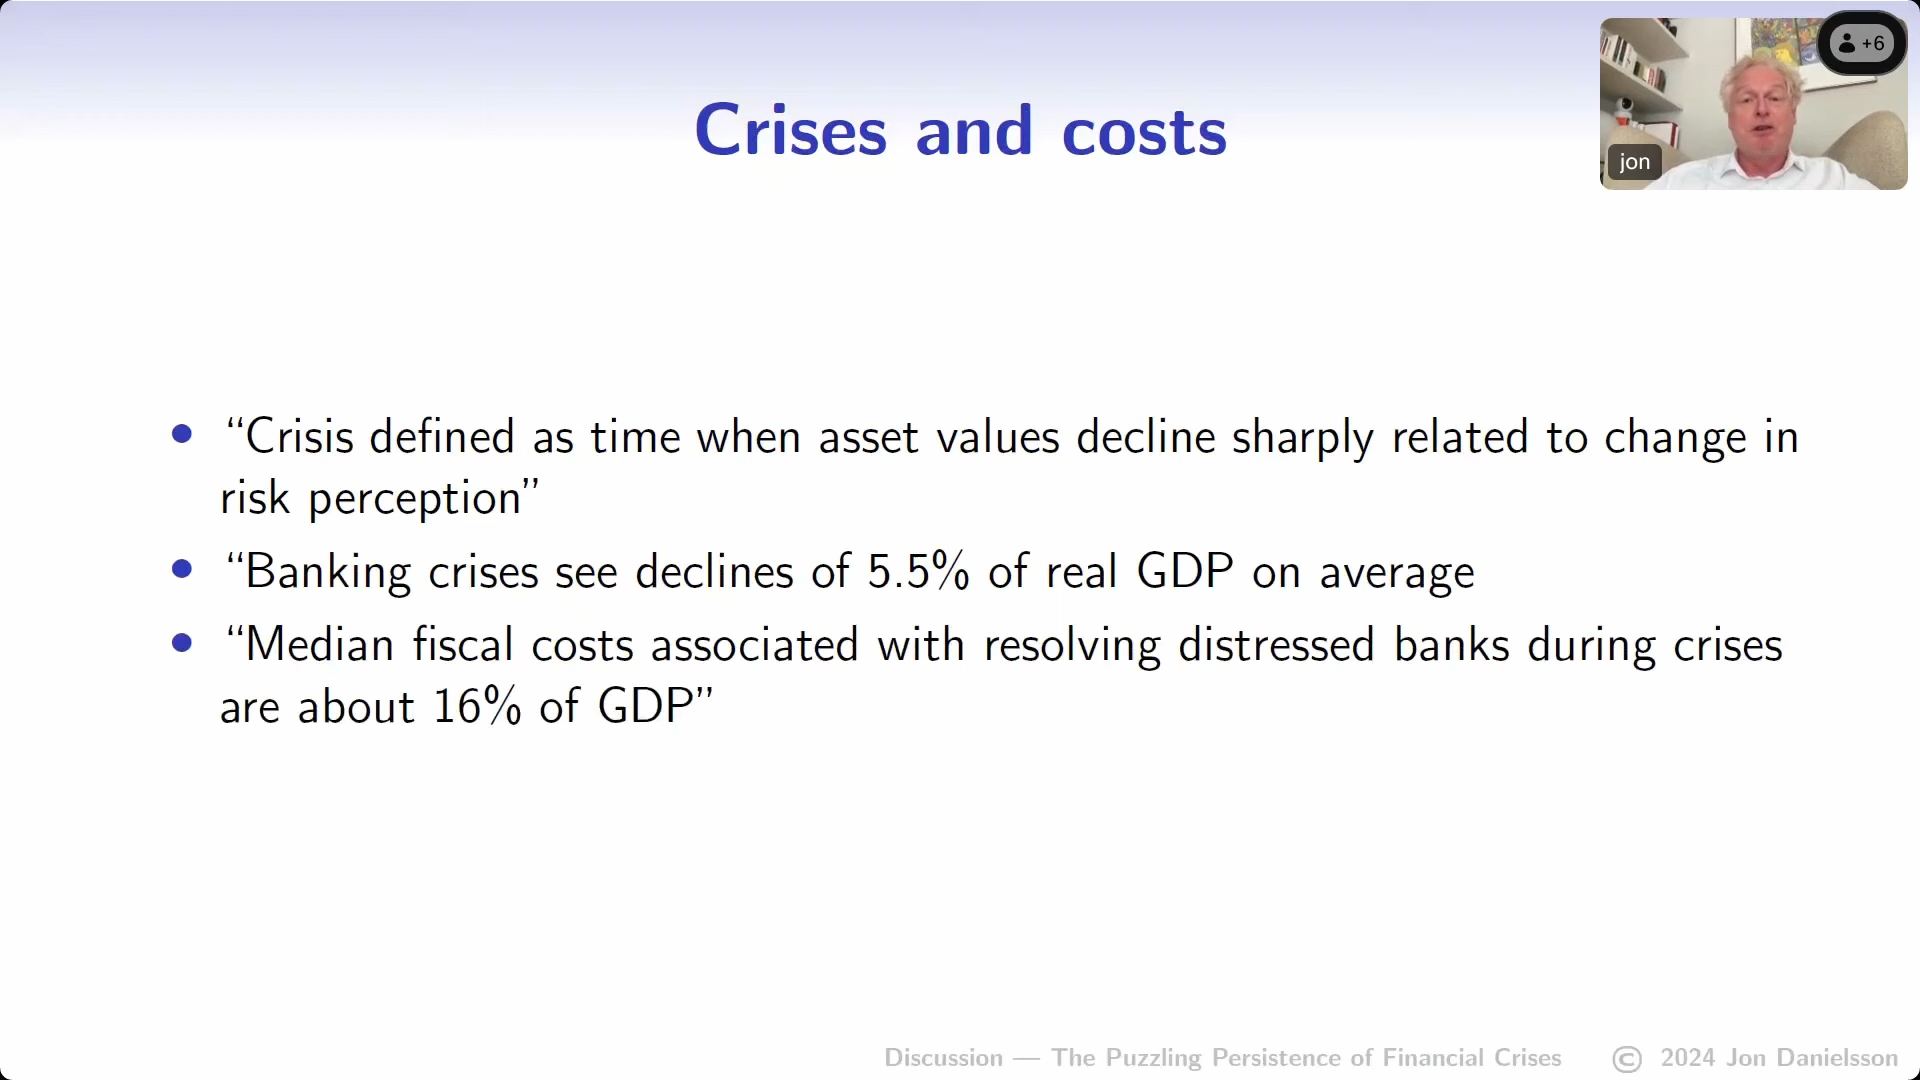 +6
jon
Crises and costs
• “Crisis defined as time when asset values decline sharply related to change in
risk perception”
• “Banking crises see declines of 5.5% of real GDP on average
• “Median fiscal costs associated with resolving distressed banks during crises
are about 16% of GDP”
Discussion — The Puzzling Persistence of Financial Crises © 2024 Jon Danielsson